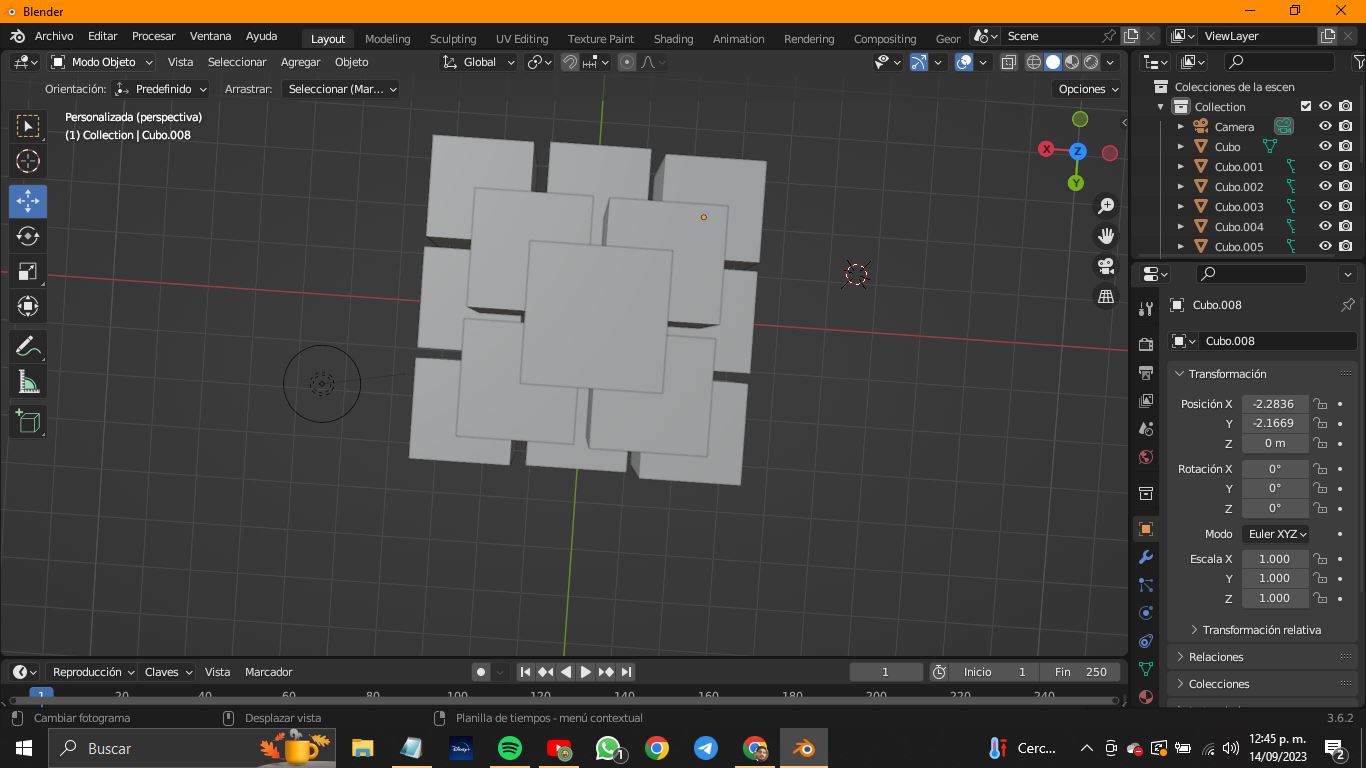 Blender
Archivo Editar Procesar Ventana Ayuda Layout Modeling Sculpting UV Editing Texture Paint Shading Animation Rendering Compositing Geor Scene ViewLayer
Modo Objeto Vista Seleccionar Agregar Objeto Global
Orientación: Predefinido Arrastrar: Seleccionar (Mar... Opciones
Personalizada (perspectiva)
(1) Collection | Cubo.008
X
Z
Y
Colecciones de la escen
Collection
Camera
Cubo
Cubo.001
Cubo.002
Cubo.003
Cubo.004
Cubo.005
Cubo.008
Cubo.008
Transformación
Posición X -2.2836
Y -2.1669
Z 0 m
Rotación X 0°
Y 0°
Z 0°
Modo Euler XYZ
Escala X 1.000
Y 1.000
Z 1.000
Transformación relativa
Relaciones
Colecciones
Reproducción Claves Vista Marcador 1 Inicio 1 Fin 250
1 20 40 60 80 100 120 140 160 180 200 220 240
Cambiar fotograma Desplazar vista Planilla de tiempos - menú contextual 3.6.2
Buscar Disney+ 1 Cerc... 12:45 p. m.
14/09/2023 2